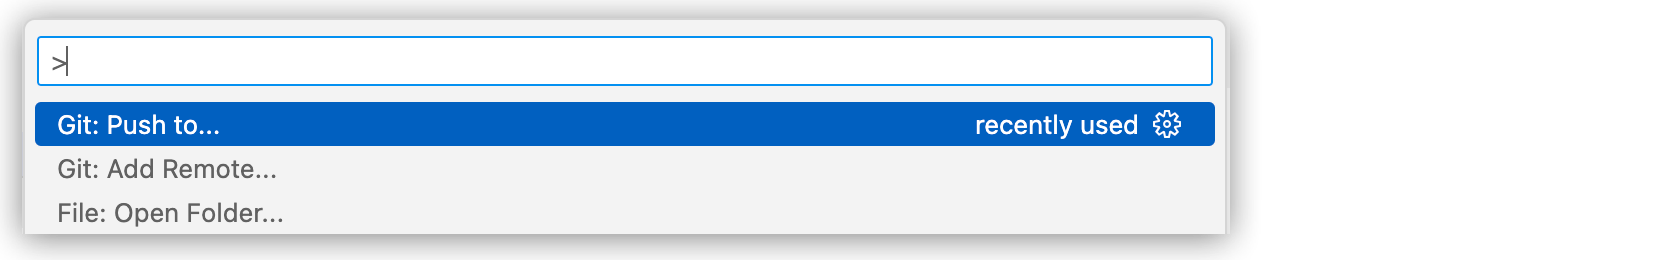 >
Git: Push to... recently used
Git: Add Remote...
File: Open Folder...